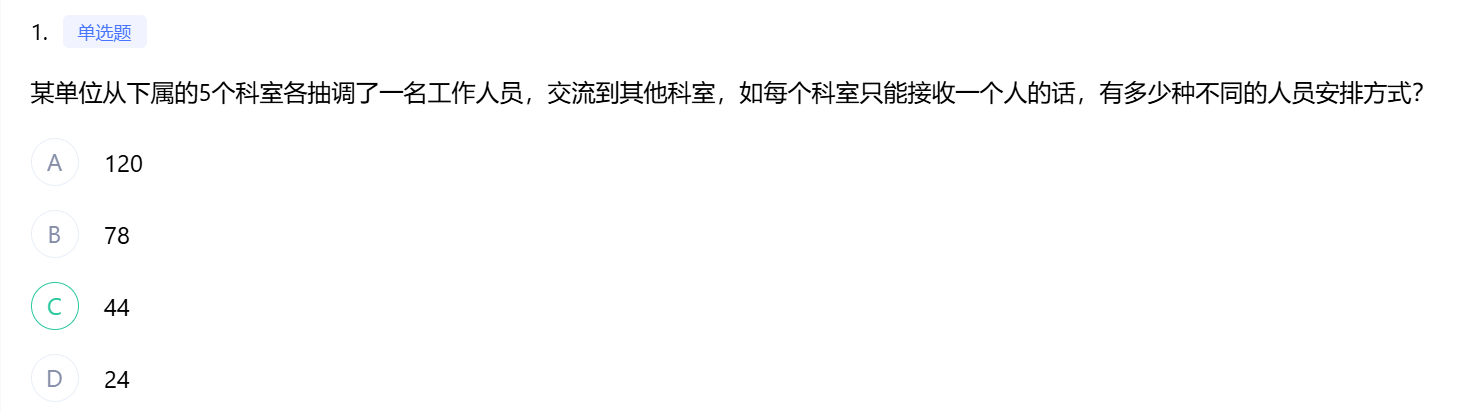 1. 单选题
某单位从下属的5个科室各抽调了一名工作人员，交流到其他科室，如每个科室只能接收一个人的话，有多少种不同的人员安排方式？
A 120
B 78
C 44
D 24